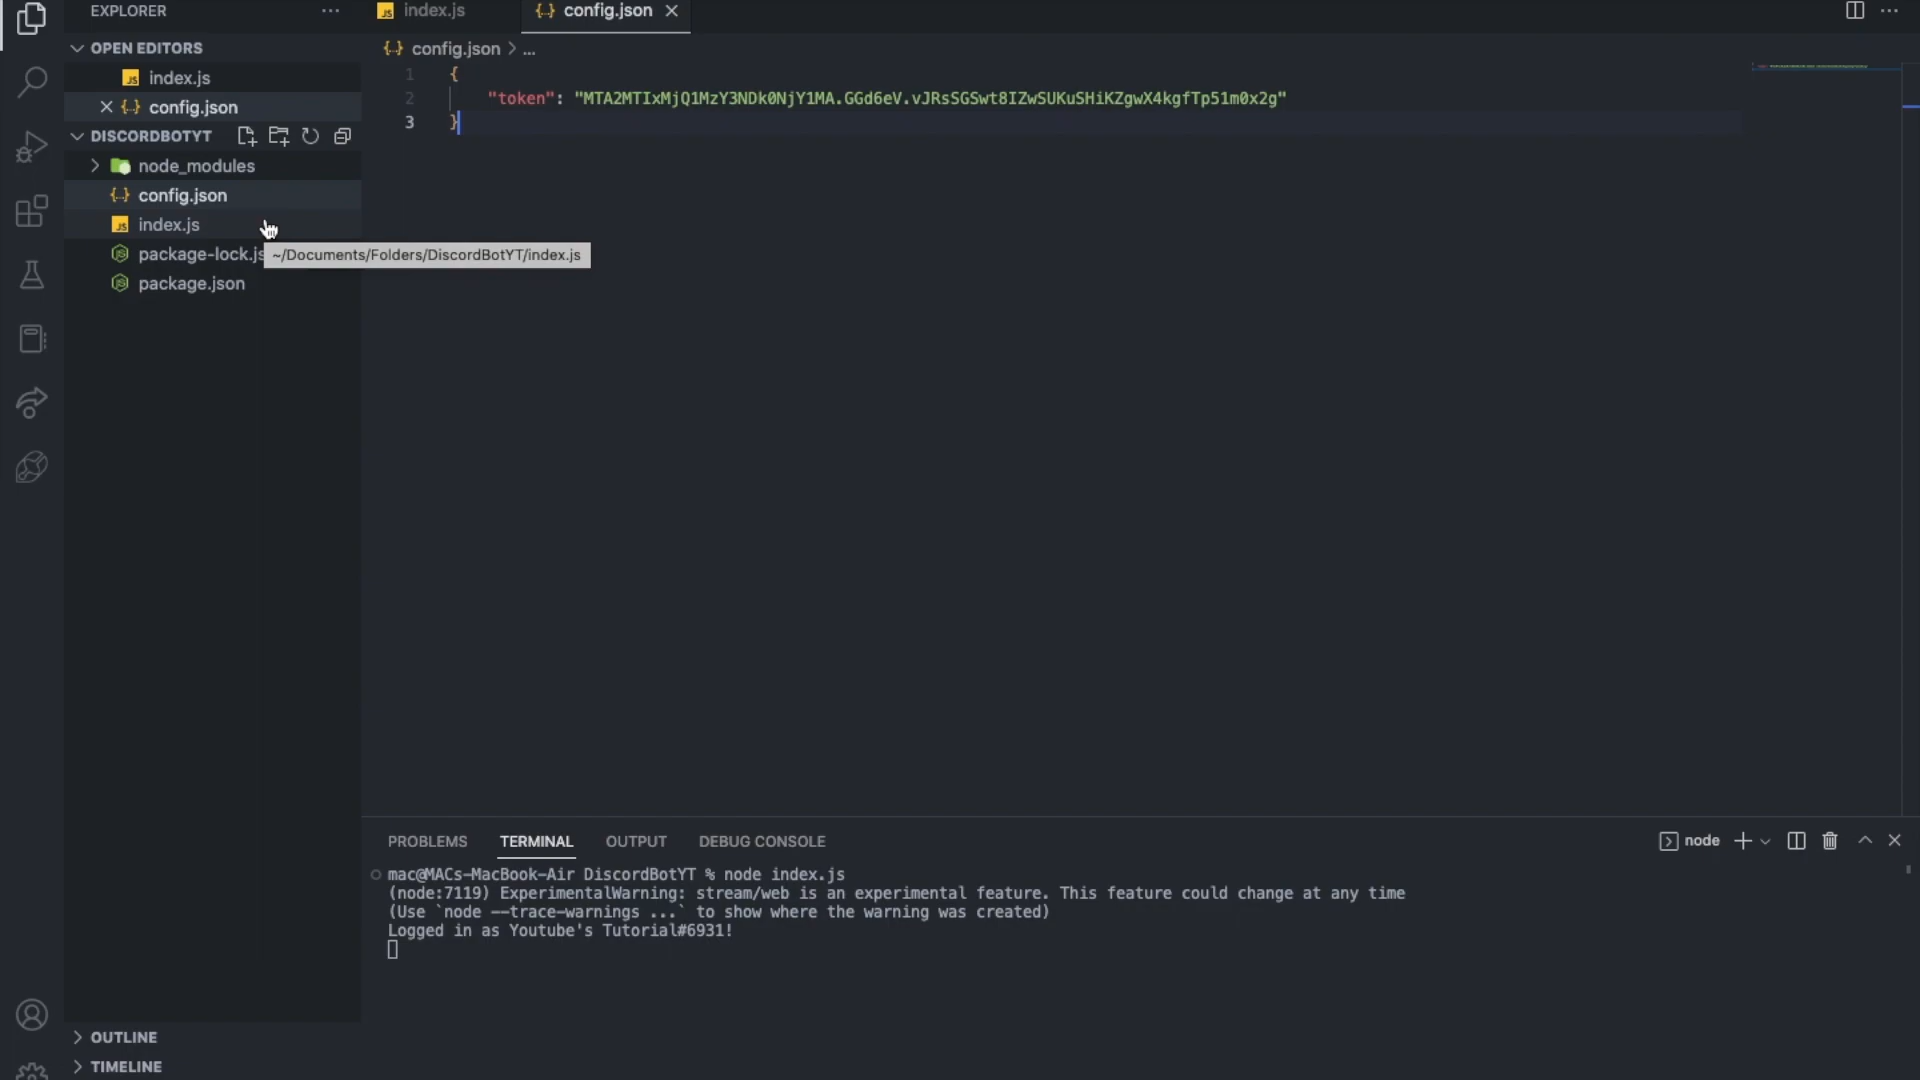 EXPLORER
index.js
config.json
OPEN EDITORS
index.js
config.json
DISCORDBOTYT
node_modules
config.json
index.js
package-lock.js
package.json
~/Documents/Folders/DiscordBotYT/index.js
config.json > ...
1 {
2 "token": "MTA2MTIxMjQ1MzY3NDk0NjY1MA.GGd6eV.vJRsSGSwt8IZwSUKuSHiKZgwX4kgfTp51m0x2g"
3 }
PROBLEMS TERMINAL OUTPUT DEBUG CONSOLE
node
mac@MACs-MacBook-Air DiscordBotYT % node index.js
(node:7119) ExperimentalWarning: stream/web is an experimental feature. This feature could change at any time
(Use `node --trace-warnings ...` to show where the warning was created)
Logged in as Youtube's Tutorial#6931!
OUTLINE
TIMELINE